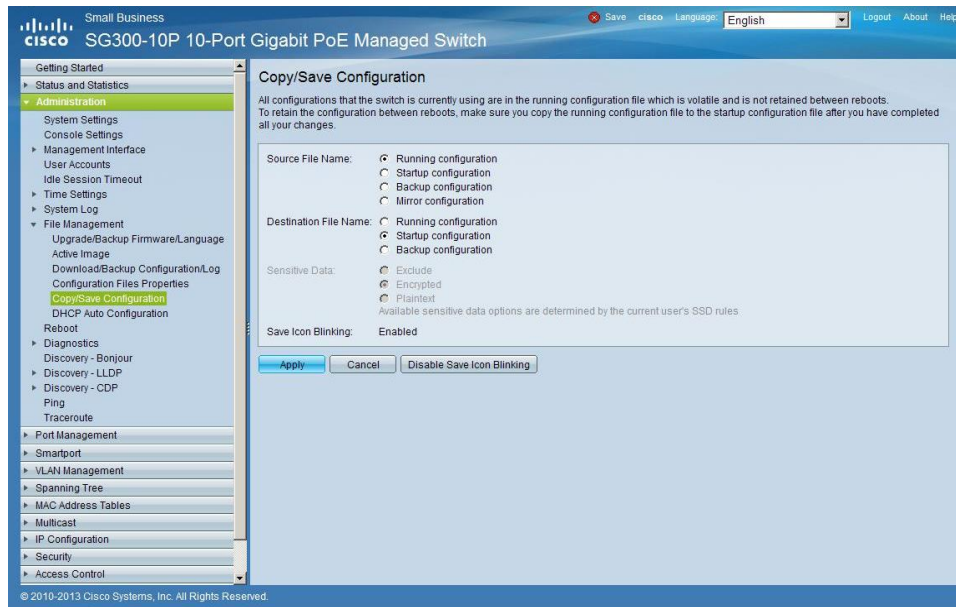 Small Business
Save cisco Language: English Logout About Help
CISCO SG300-10P 10-Port Gigabit PoE Managed Switch
Getting Started
Status and Statistics
Administration
System Settings
Console Settings
Management Interface
User Accounts
Idle Session Timeout
Time Settings
System Log
File Management
Upgrade/Backup Firmware/Language
Active Image
Download/Backup Configuration/Log
Configuration Files Properties
Copy/Save Configuration
DHCP Auto Configuration
Reboot
Diagnostics
Discovery - Bonjour
Discovery - LLDP
Discovery - CDP
Ping
Traceroute
Port Management
Smartport
VLAN Management
Spanning Tree
MAC Address Tables
Multicast
IP Configuration
Security
Access Control
Copy/Save Configuration
All configurations that the switch is currently using are in the running configuration file which is volatile and is not retained between reboots.
To retain the configuration between reboots, make sure you copy the running configuration file to the startup configuration file after you have completed
all your changes.
Source File Name: Running configuration
Startup configuration
Backup configuration
Mirror configuration
Destination File Name: Running configuration
Startup configuration
Backup configuration
Sensitive Data: Exclude
Encrypted
Plaintext
Available sensitive data options are determined by the current user's SSD rules
Save Icon Blinking: Enabled
Apply Cancel Disable Save Icon Blinking
© 2010-2013 Cisco Systems, Inc. All Rights Reserved.